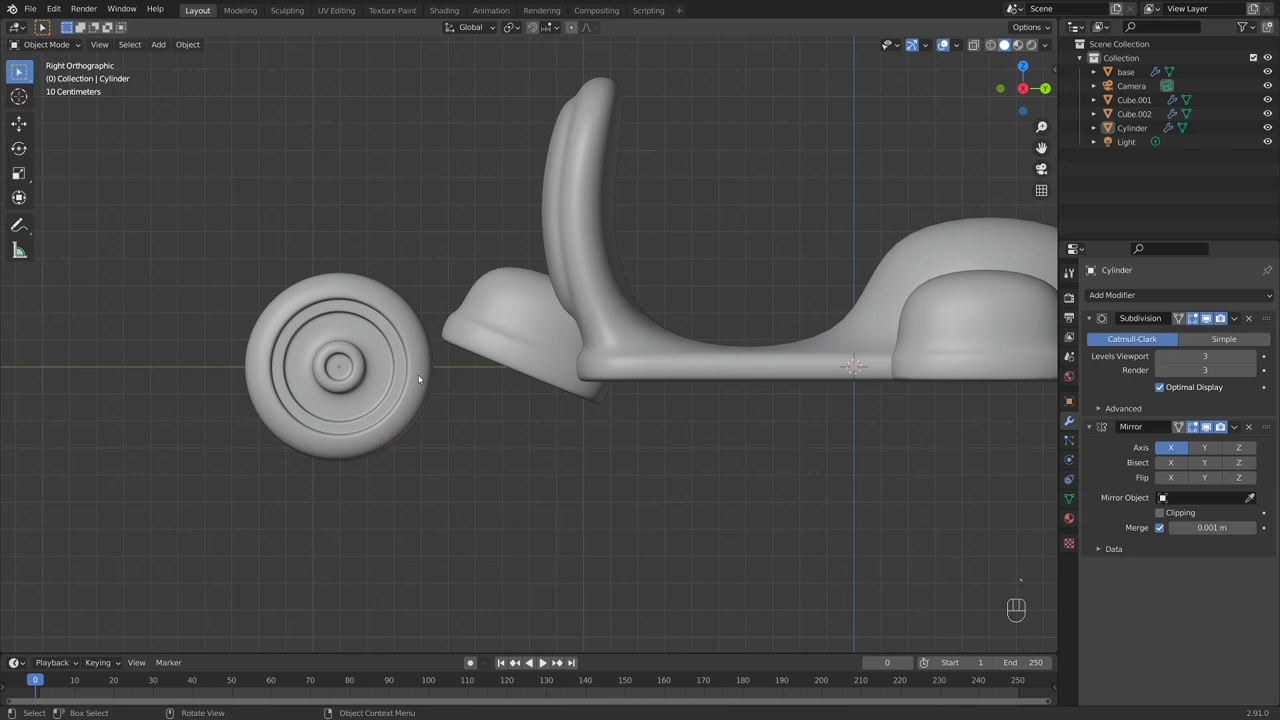 File Edit Render Window Help Layout Modeling Sculpting UV Editing Texture Paint Shading Animation Rendering Compositing Scripting + Scene View Layer
Global Options
Object Mode View Select Add Object
Right Orthographic
(0) Collection | Cylinder
10 Centimeters
Z
X
Y
Scene Collection
Collection
base
Camera
Cube.001
Cube.002
Cylinder
Light
Cylinder
Add Modifier
Subdivision
Catmull-Clark Simple
Levels Viewport 3
Render 3
Optimal Display
Advanced
Mirror
Axis X Y Z
Bisect X Y Z
Flip X Y Z
Mirror Object
Clipping
Merge 0.001 m
Data
Playback Keying View Marker 0 Start 1 End 250
0 10 20 30 40 50 60 70 80 90 100 110 120 130 140 150 160 170 180 190 200 210 220 230 240 250
Select Box Select Rotate View Object Context Menu 2.91.0